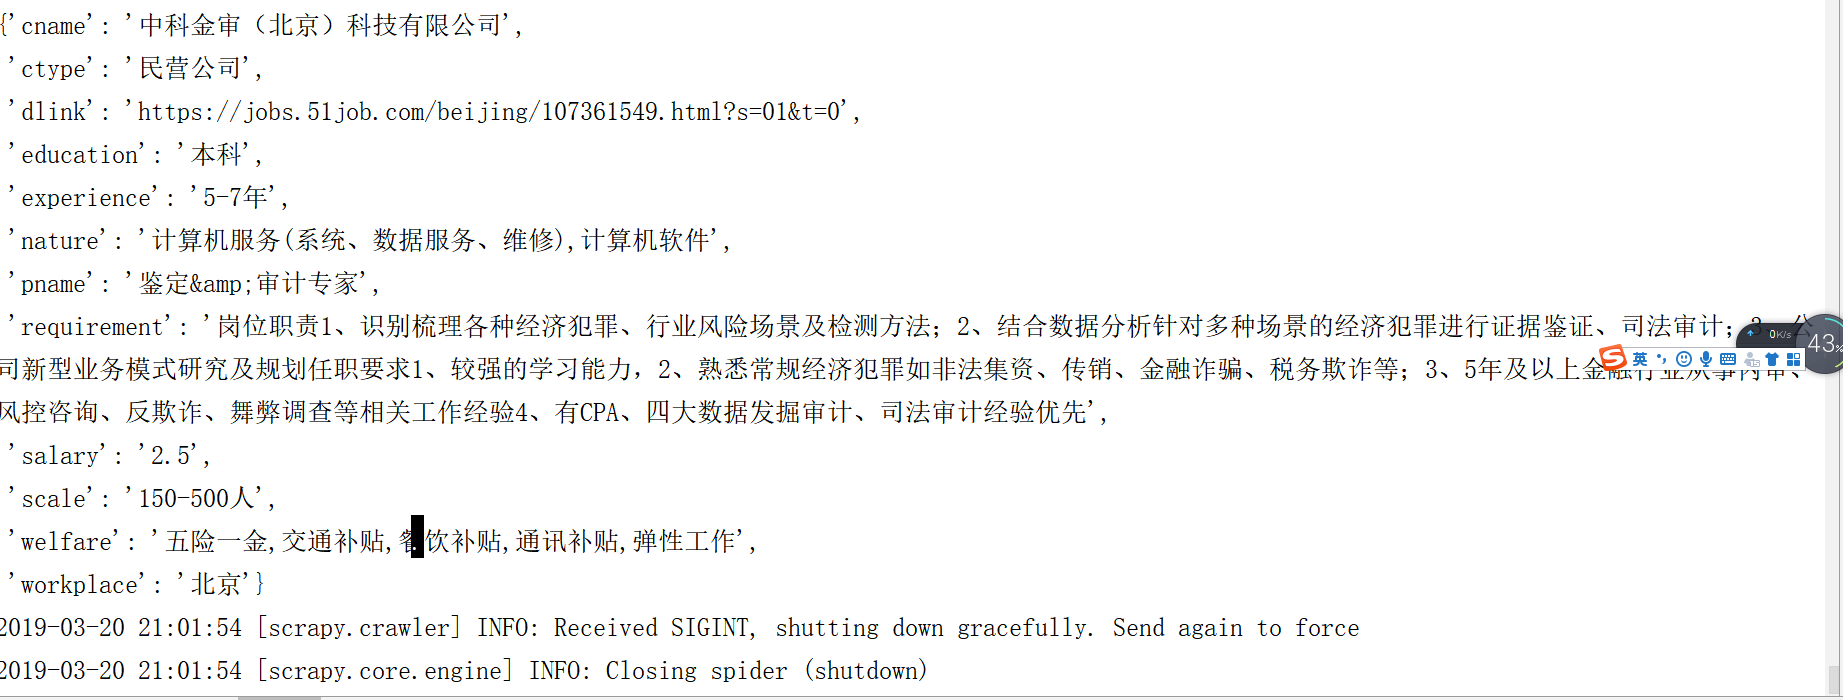 {'cname': '中科金审（北京）科技有限公司',
'ctype': '民营公司',
'dlink': 'https://jobs.51job.com/beijing/107361549.html?s=01&t=0',
'education': '本科',
'experience': '5-7年',
'nature': '计算机服务(系统、数据服务、维修),计算机软件',
'pname': '鉴定&amp;审计专家',
'requirement': '岗位职责1、识别梳理各种经济犯罪、行业风险场景及检测方法；2、结合数据分析针对多种场景的经济犯罪进行证据鉴证、司法审计；3、公
0K/s
43%
英
司新型业务模式研究及规划任职要求1、较强的学习能力，2、熟悉常规经济犯罪如非法集资、传销、金融诈骗、税务欺诈等；3、5年及以上金融行业从事内审、
风控咨询、反欺诈、舞弊调查等相关工作经验4、有CPA、四大数据发掘审计、司法审计经验优先',
'salary': '2.5',
'scale': '150-500人',
'welfare': '五险一金,交通补贴,餐饮补贴,通讯补贴,弹性工作',
'workplace': '北京'}
2019-03-20 21:01:54 [scrapy.crawler] INFO: Received SIGINT, shutting down gracefully. Send again to force
2019-03-20 21:01:54 [scrapy.core.engine] INFO: Closing spider (shutdown)